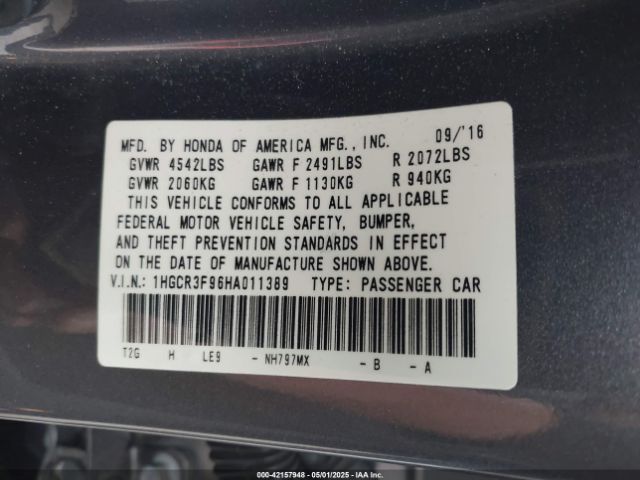 MFD. BY HONDA OF AMERICA MFG., INC. 09/'16
GVWR 4542LBS GAWR F 2491LBS R 2072LBS
GVWR 2060KG GAWR F 1130KG R 940KG
THIS VEHICLE CONFORMS TO ALL APPLICABLE
FEDERAL MOTOR VEHICLE SAFETY, BUMPER,
AND THEFT PREVENTION STANDARDS IN EFFECT
ON THE DATE OF MANUFACTURE SHOWN ABOVE.
V.I.N.: 1HGCR3F96HA011389 TYPE: PASSENGER CAR
T2G H LE9 - NH797MX - B - A
000-42157948 | 05/01/2025 | IAAI.COM